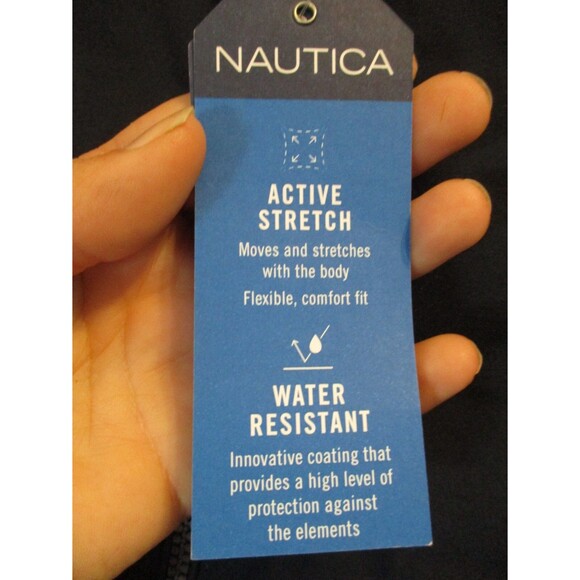 NAUTICA
ACTIVE
STRETCH
Moves and stretches
with the body
Flexible, comfort fit
WATER
RESISTANT
Innovative coating that
provides a high level of
protection against
the elements